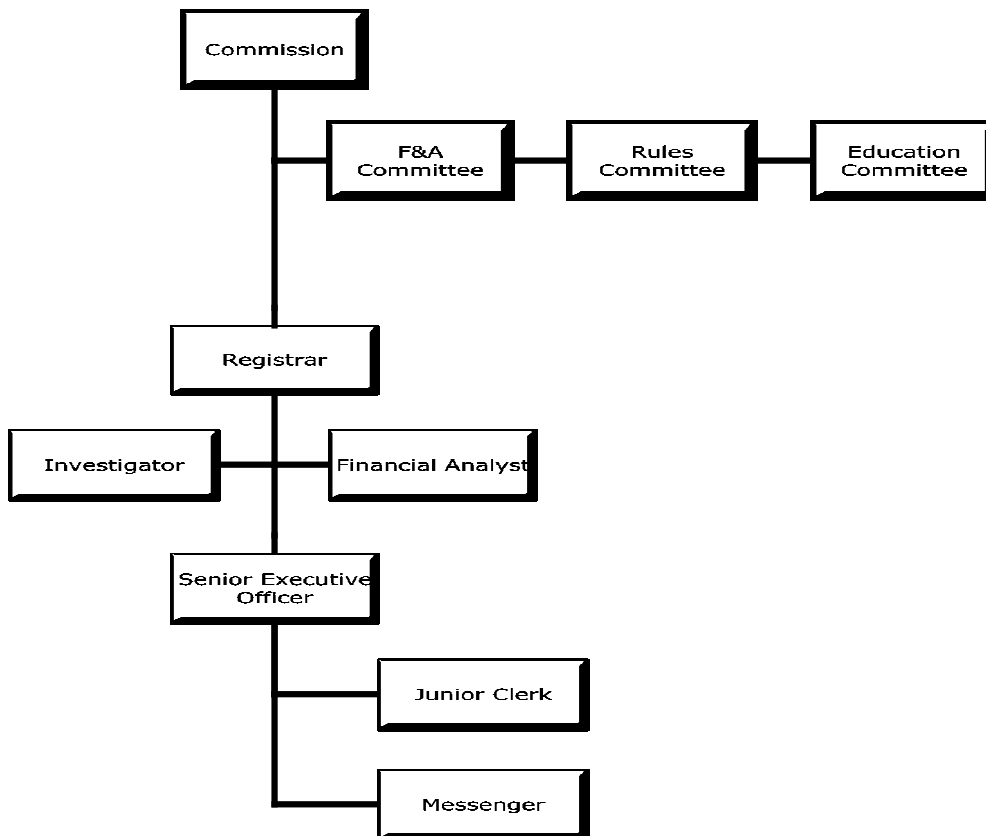 Commission
F&A
Committee
Rules
Committee
Education
Committee
Registrar
Investigator
Financial Analyst
Senior Executive
Officer
Junior Clerk
Messenger